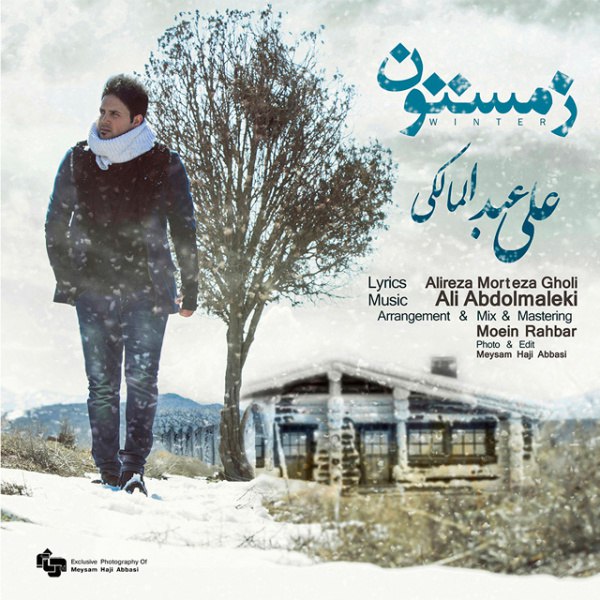 زمستون
WINTER
علی عبدالمالکی
Lyrics Alireza Morteza Gholi
Music Ali Abdolmaleki
Arrangement & Mix & Mastering
Moein Rahbar
Photo & Edit
Meysam Haji Abbasi
Exclusive Photography Of
Meysam Haji Abbasi